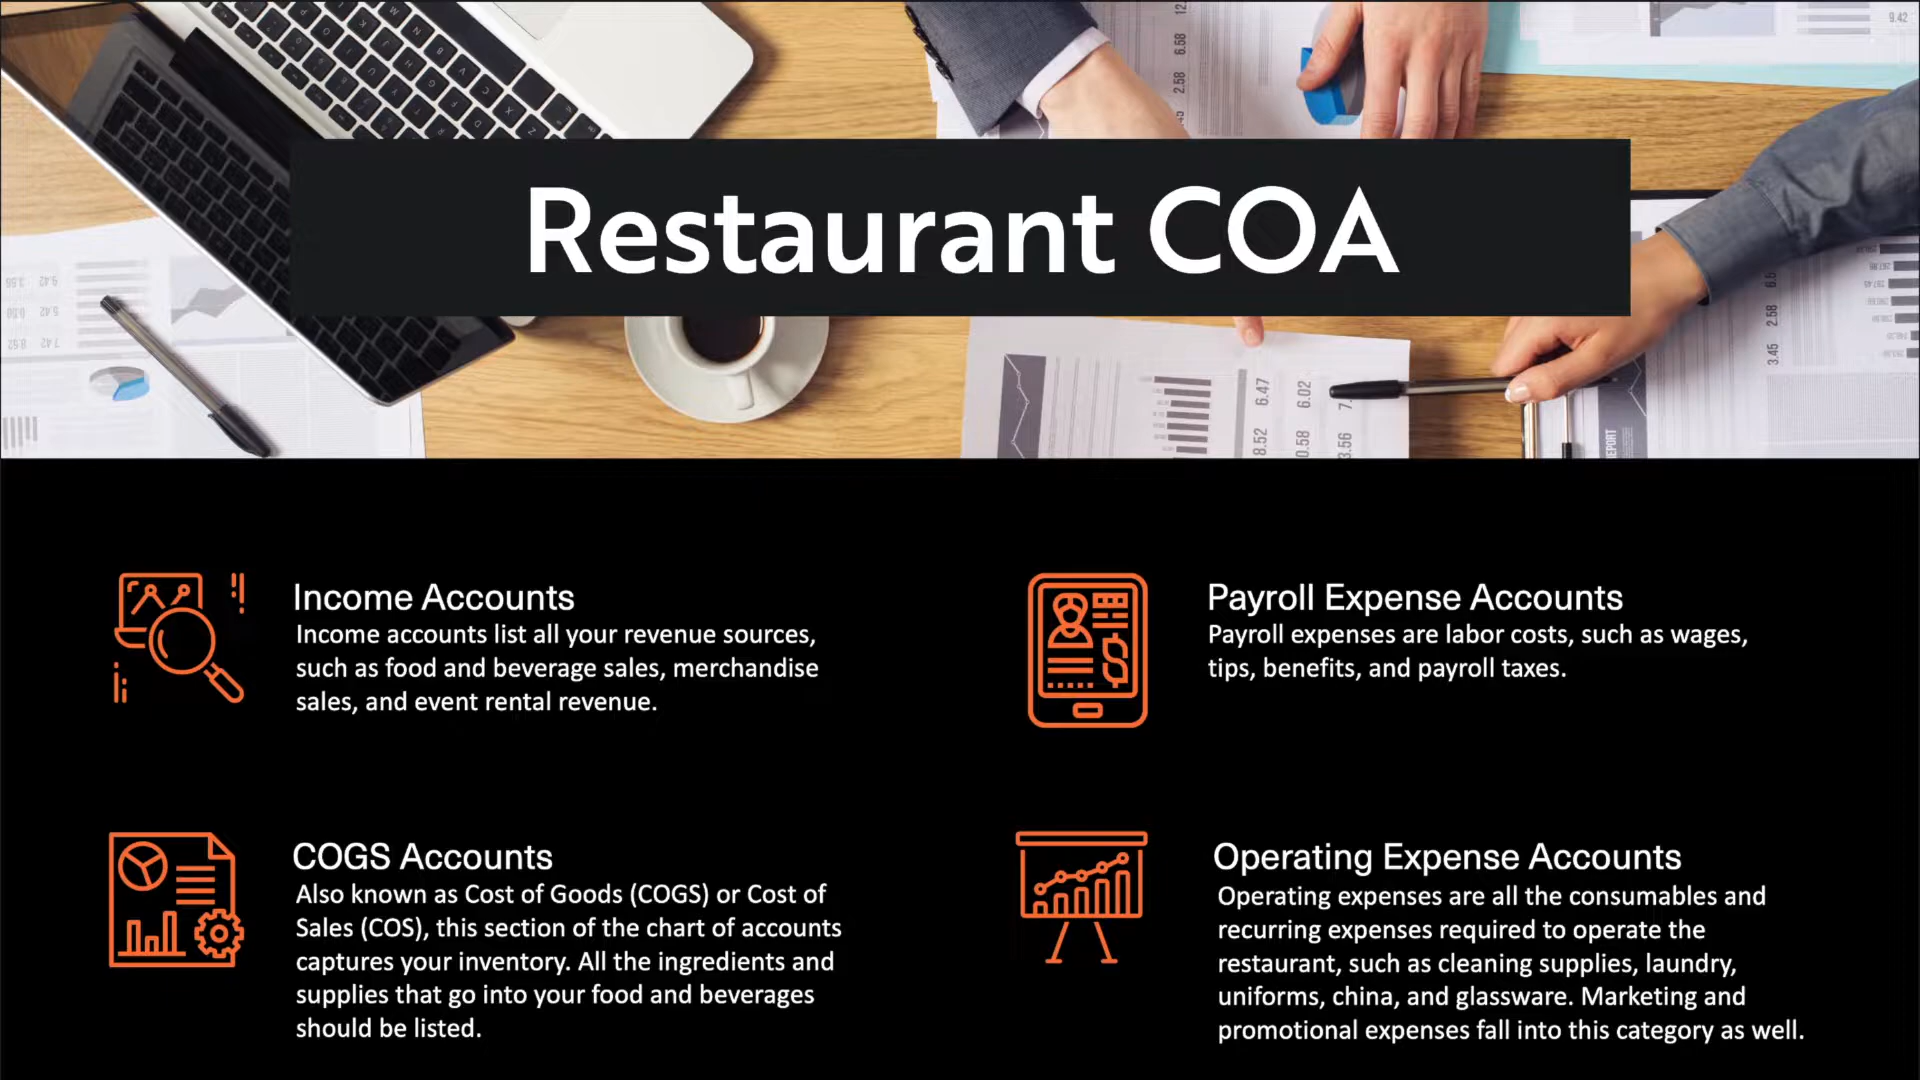 Restaurant COA
Income Accounts
Income accounts list all your revenue sources,
such as food and beverage sales, merchandise
sales, and event rental revenue.
Payroll Expense Accounts
Payroll expenses are labor costs, such as wages,
tips, benefits, and payroll taxes.
COGS Accounts
Also known as Cost of Goods (COGS) or Cost of
Sales (COS), this section of the chart of accounts
captures your inventory. All the ingredients and
supplies that go into your food and beverages
should be listed.
Operating Expense Accounts
Operating expenses are all the consumables and
recurring expenses required to operate the
restaurant, such as cleaning supplies, laundry,
uniforms, china, and glassware. Marketing and
promotional expenses fall into this category as well.